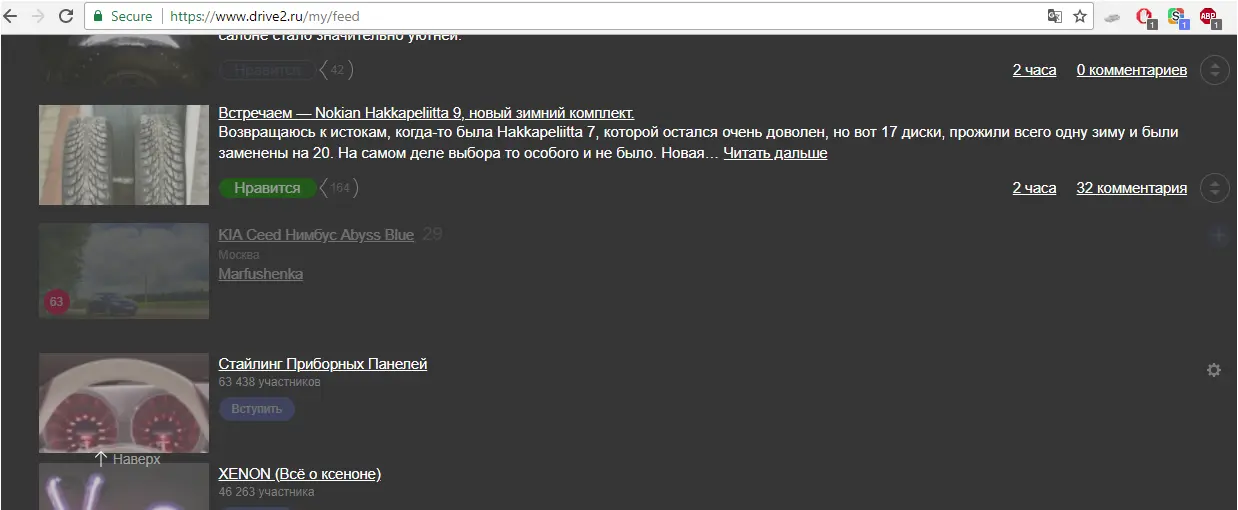 Secure https://www.drive2.ru/my/feed
1 1 ABP 1
салоне стало значительно уютней.
Нравится 42 2 часа 0 комментариев
Встречаем — Nokian Hakkapeliitta 9, новый зимний комплект.
Возвращаюсь к истокам, когда-то была Hakkapeliitta 7, которой остался очень доволен, но вот 17 диски, прожили всего одну зиму и были
заменены на 20. На самом деле выбора то особого и не было. Новая… Читать дальше
Нравится 164 2 часа 32 комментария
KIA Ceed Нимбус Abyss Blue 29
Москва
Marfushenka
63
Стайлинг Приборных Панелей
63 438 участников
Вступить
Наверх
XENON (Всё о ксеноне)
46 263 участника